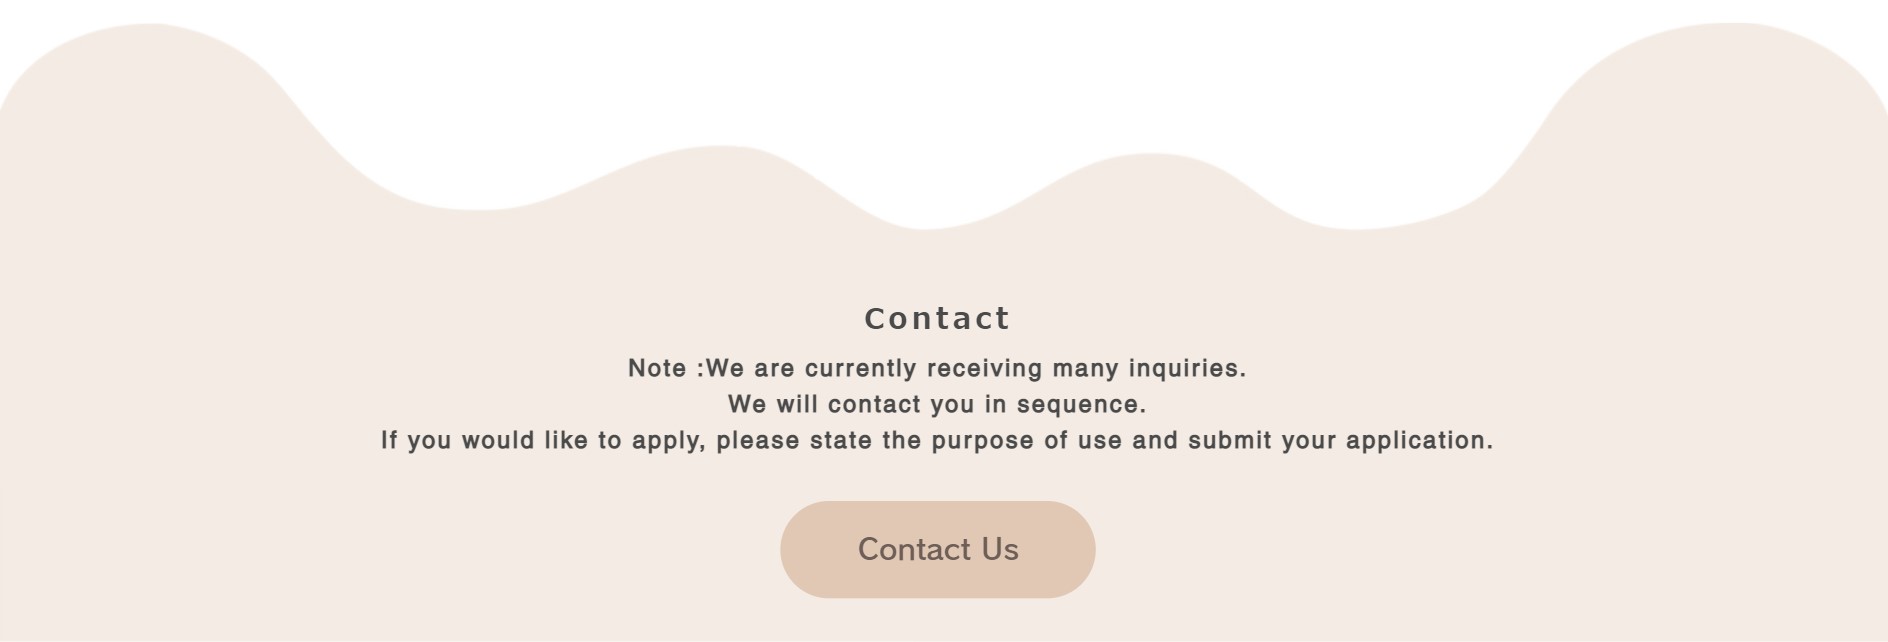 Contact
Note :We are currently receiving many inquiries.
We will contact you in sequence.
If you would like to apply, please state the purpose of use and submit your application.
Contact Us